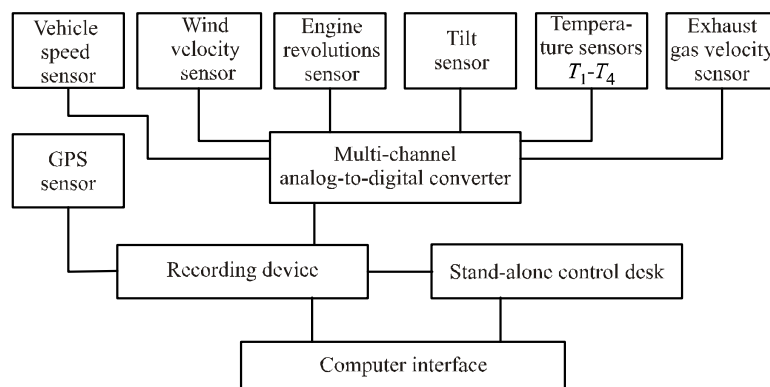 Vehicle
speed
sensor
Wind
velocity
sensor
Engine
revolutions
sensor
Tilt
sensor
Tempera-
ture sensors
T1-T4
Exhaust
gas velocity
sensor
GPS
sensor
Multi-channel
analog-to-digital converter
Recording device
Stand-alone control desk
Computer interface